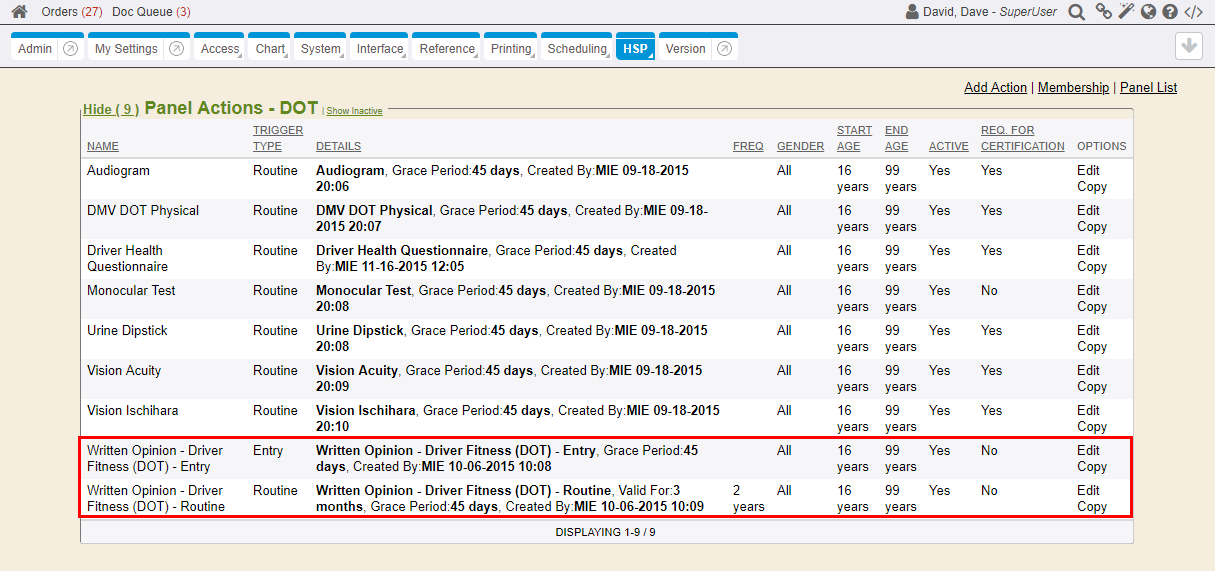 Orders (27) Doc Queue (3) David, Dave - SuperUser
Admin My Settings Access Chart System Interface Reference Printing Scheduling HSP Version
Add Action | Membership | Panel List
Hide ( 9 ) Panel Actions - DOT | Show Inactive
TRIGGER START END REQ. FOR
NAME TYPE DETAILS FREQ GENDER AGE AGE ACTIVE CERTIFICATION OPTIONS
Audiogram Routine Audiogram, Grace Period:45 days, Created By:MIE 09-18-2015 All 16 99 Yes Yes Edit
20:06 years years Copy
DMV DOT Physical Routine DMV DOT Physical, Grace Period:45 days, Created By:MIE 09-18- All 16 99 Yes Yes Edit
2015 20:07 years years Copy
Driver Health Routine Driver Health Questionnaire, Grace Period:45 days, Created All 16 99 Yes Yes Edit
Questionnaire By:MIE 11-16-2015 12:05 years years Copy
Monocular Test Routine Monocular Test, Grace Period:45 days, Created By:MIE 09-18-2015 All 16 99 Yes No Edit
20:08 years years Copy
Urine Dipstick Routine Urine Dipstick, Grace Period:45 days, Created By:MIE 09-18-2015 All 16 99 Yes Yes Edit
20:08 years years Copy
Vision Acuity Routine Vision Acuity, Grace Period:45 days, Created By:MIE 09-18-2015 All 16 99 Yes Yes Edit
20:09 years years Copy
Vision Ischihara Routine Vision Ischihara, Grace Period:45 days, Created By:MIE 09-18-2015 All 16 99 Yes Yes Edit
20:10 years years Copy
Written Opinion - Driver Entry Written Opinion - Driver Fitness (DOT) - Entry, Grace Period:45 All 16 99 Yes No Edit
Fitness (DOT) - Entry days, Created By:MIE 10-06-2015 10:08 years years Copy
Written Opinion - Driver Routine Written Opinion - Driver Fitness (DOT) - Routine, Valid For:3 2 All 16 99 Yes No Edit
Fitness (DOT) - Routine months, Grace Period:45 days, Created By:MIE 10-06-2015 10:09 years years years Copy
DISPLAYING 1-9 / 9